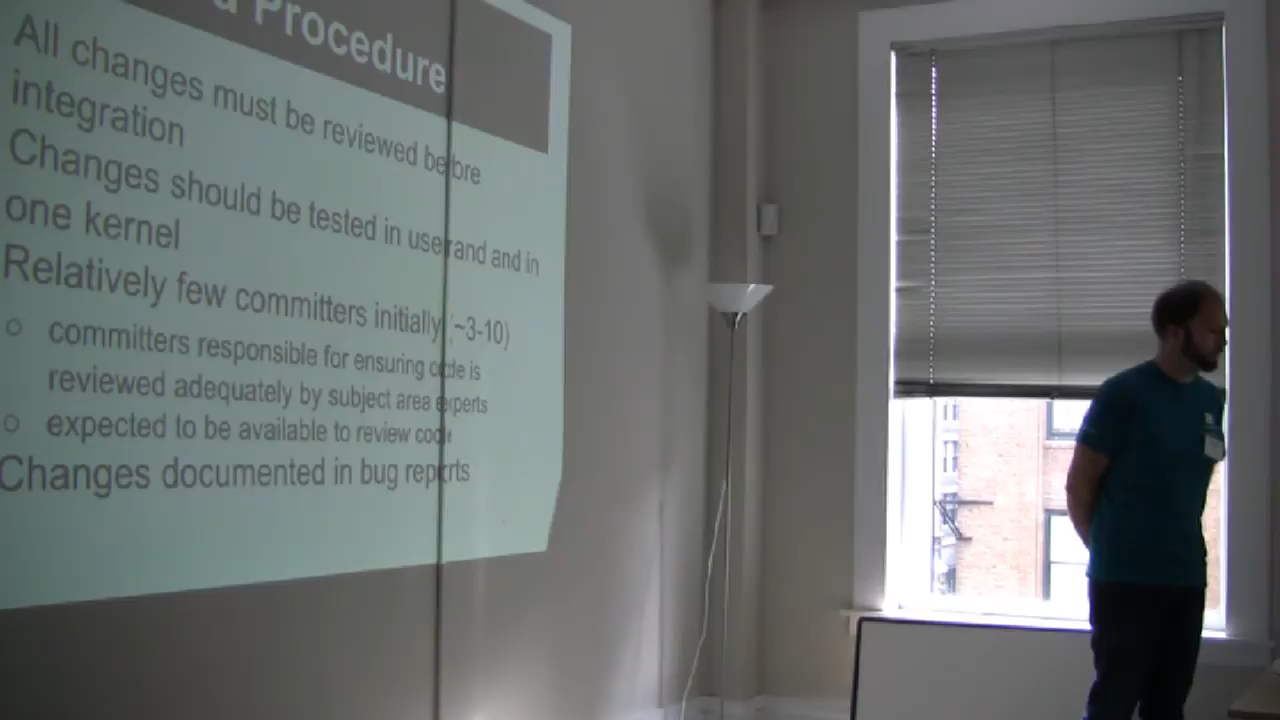 Procedure
All changes must be reviewed before
integration
Changes should be tested in userand and in
one kernel
Relatively few committers initially (~3-10)
○ committers responsible for ensuring code is
reviewed adequately by subject area experts
○ expected to be available to review code
Changes documented in bug reports